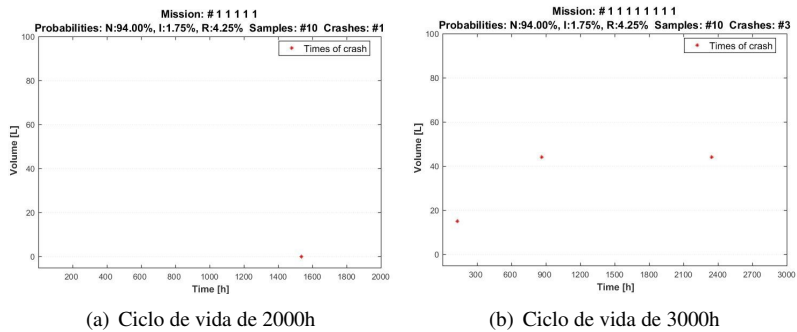 Mission: # 1 1 1 1 1
Probabilities: N:94.00%, I:1.75%, R:4.25% Samples: #10 Crashes: #1
Times of crash
100
80
60
40
20
0
Volume [L]
200 400 600 800 1000 1200 1400 1600 1800 2000
Time [h]
(a) Ciclo de vida de 2000h
Mission: # 1 1 1 1 1 1 1 1
Probabilities: N:94.00%, I:1.75%, R:4.25% Samples: #10 Crashes: #3
Times of crash
100
80
60
40
20
0
Volume [L]
300 600 900 1200 1500 1800 2100 2400 2700 3000
Time [h]
(b) Ciclo de vida de 3000h